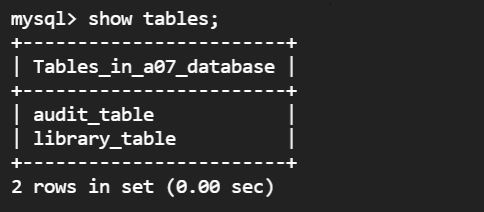 mysql> show tables;
+------------------------+
| Tables_in_a07_database |
+------------------------+
| audit_table            |
| library_table          |
+------------------------+
2 rows in set (0.00 sec)